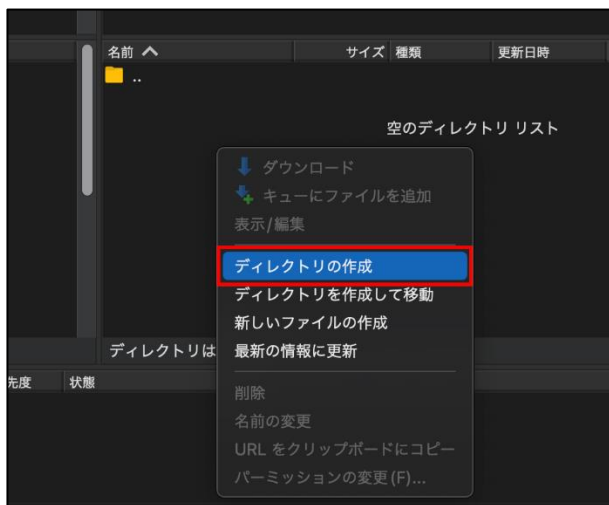 名前 サイズ 種類 更新日時
..
空のディレクトリ リスト
ダウンロード
キューにファイルを追加
表示/編集
ディレクトリの作成
ディレクトリを作成して移動
新しいファイルの作成
最新の情報に更新
ディレクトリは
先度 状態
削除
名前の変更
URL をクリップボードにコピー
パーミッションの変更(F)...